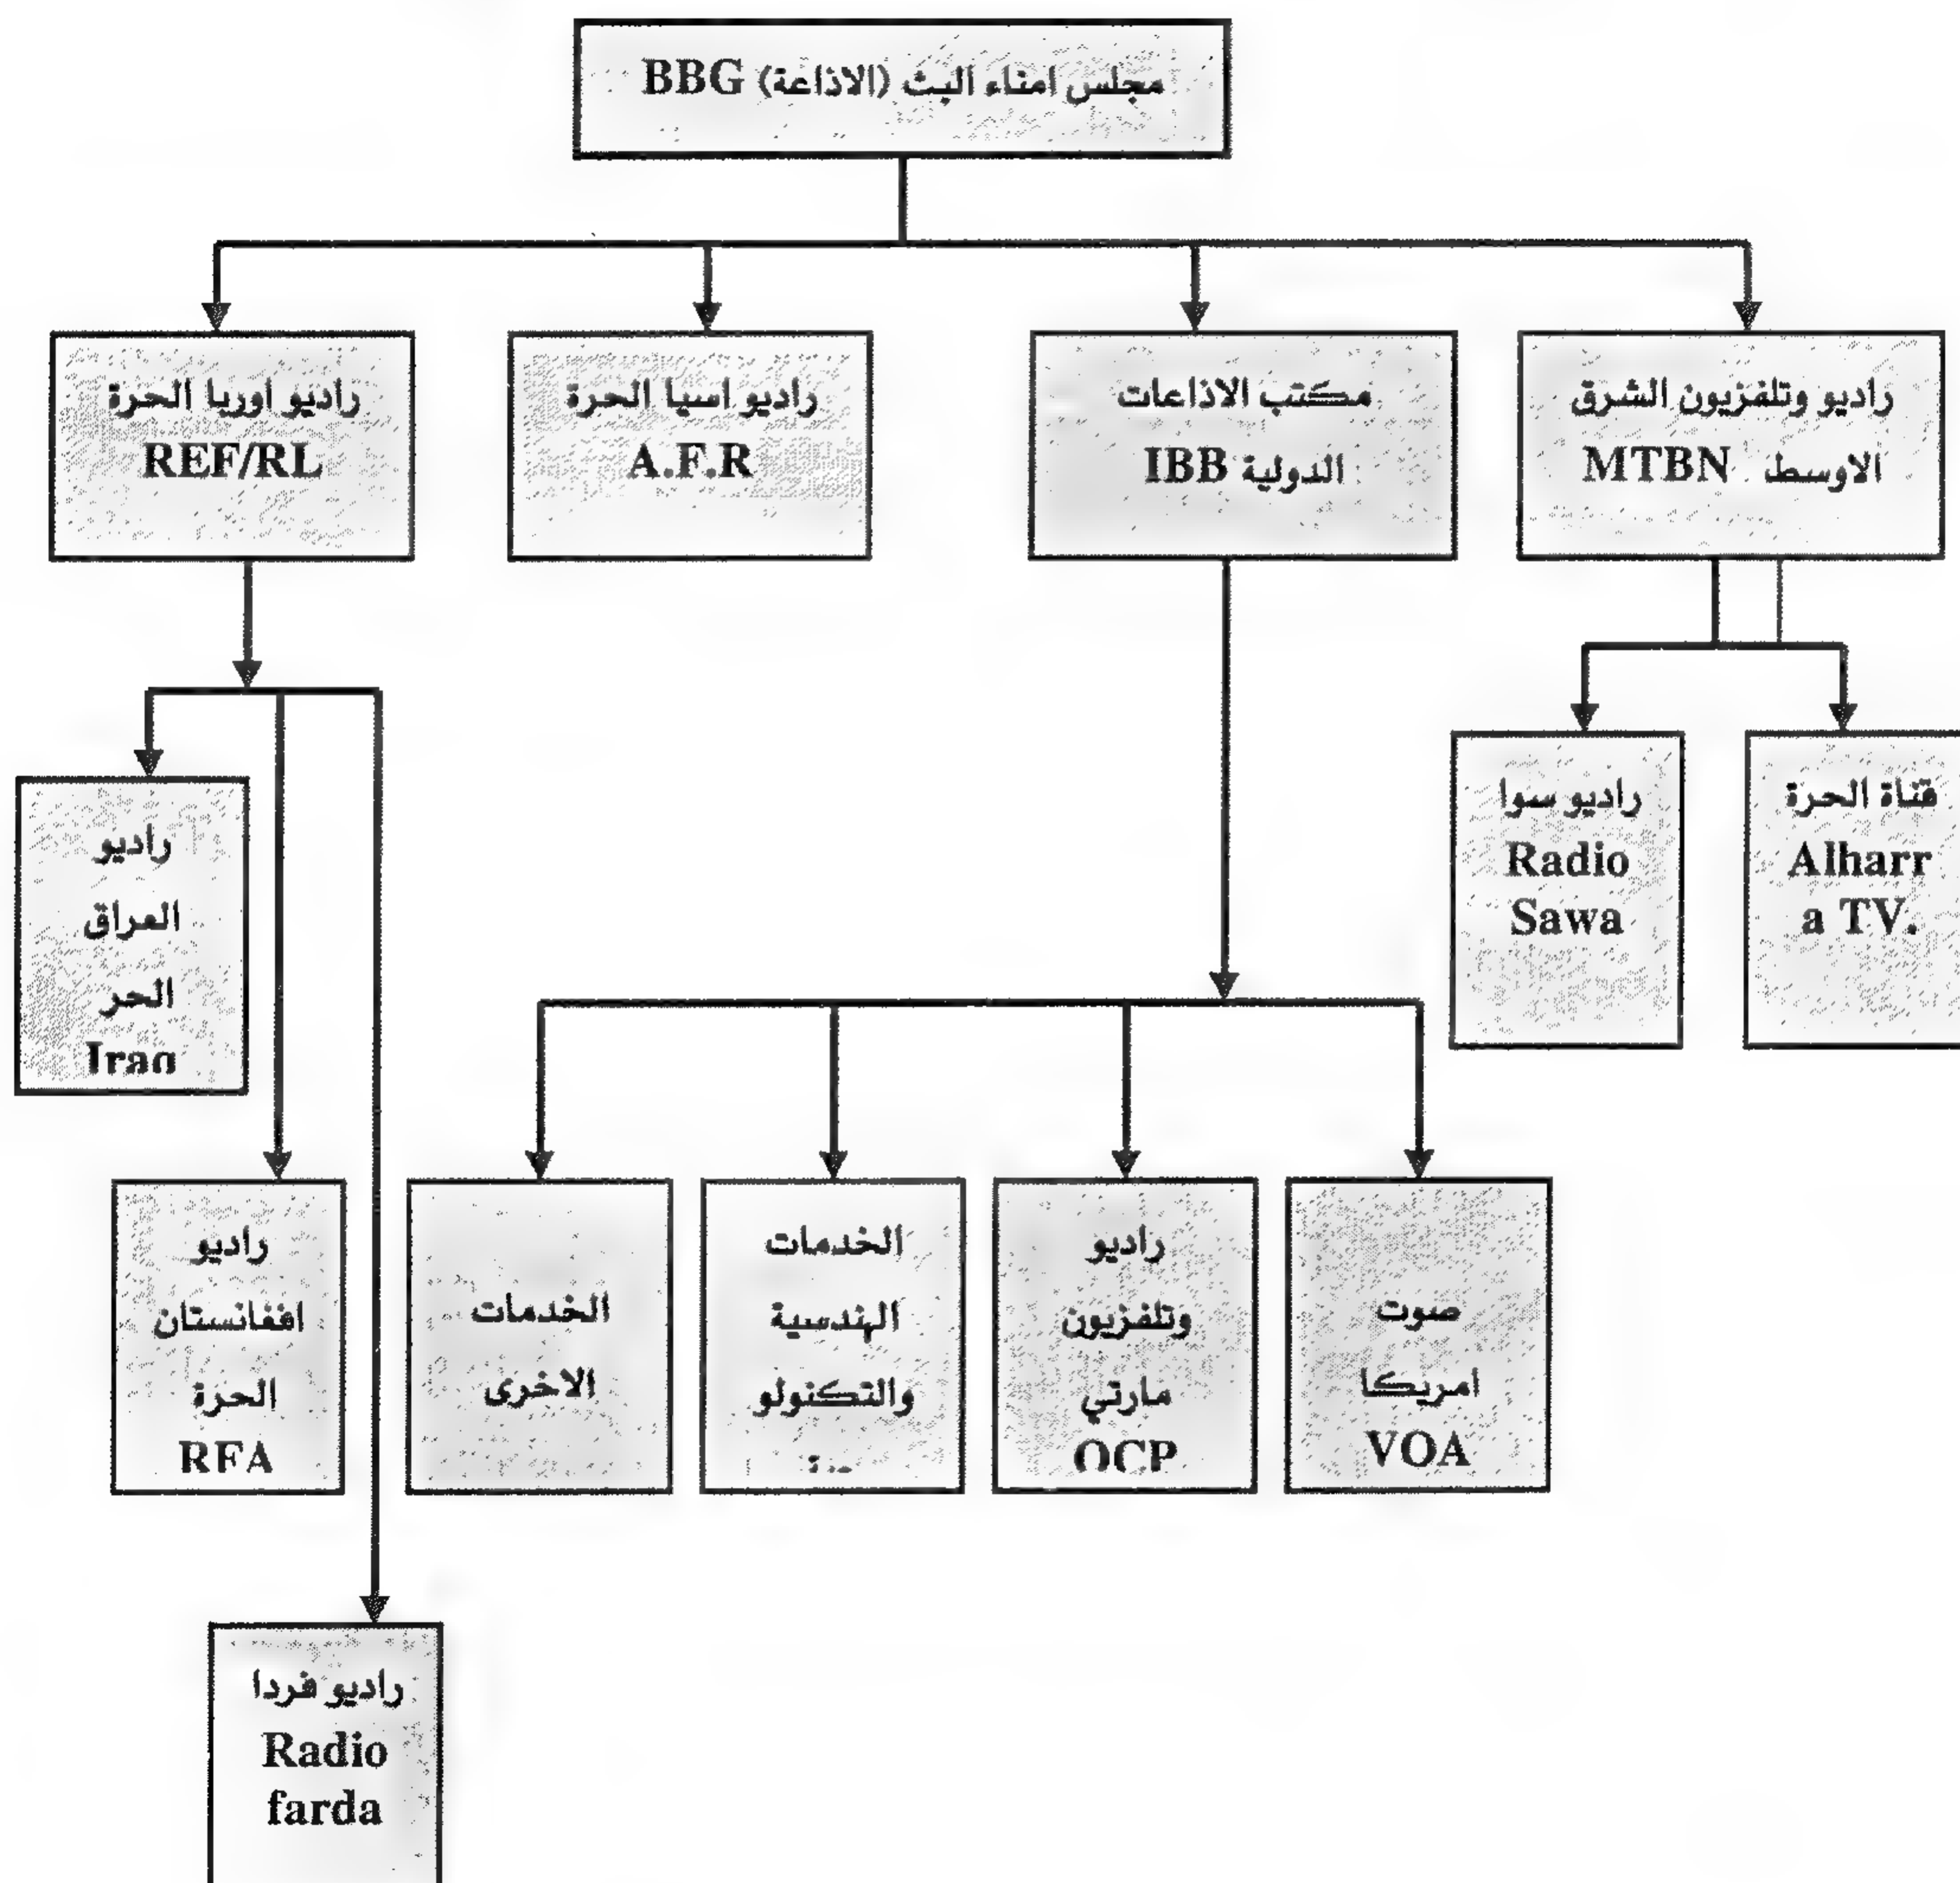 مجلس امناء البث (الاذاعة) BBG
راديو وتلفزيون الشرق
الاوسط MTBN
مكتب الاذاعات
الدولية IBB
راديو اسيا الحرة
A.F.R
راديو اوربا الحرة
REF/RL
قناة الحرة
Alharr
a TV.
راديو سوا
Radio
Sawa
راديو
العراق
الحر
Iraq
صوت
امريكا
VOA
راديو
وتلفزيون
مارتي
OCP
الخدمات
الهندسية
والتكنولو
الخدمات
الاخرى
راديو
افغانستان
الحرة
RFA
راديو فردا
Radio
farda